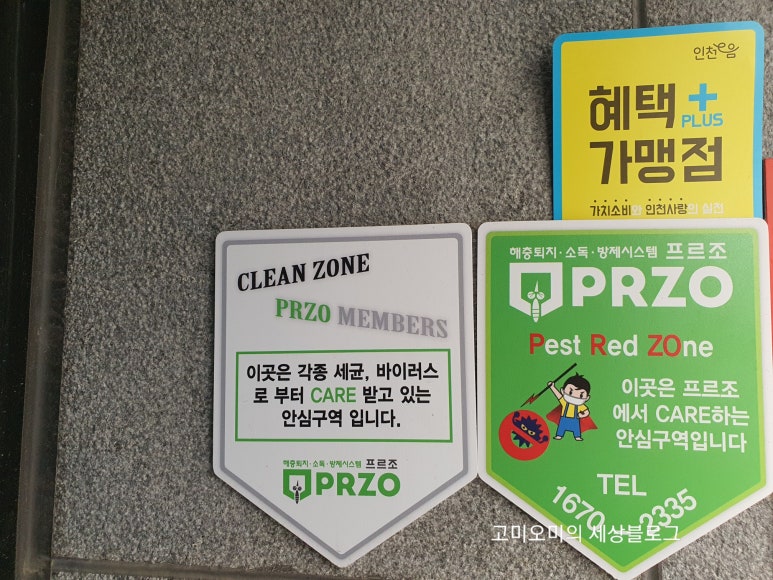 인천e음
혜택+
PLUS
가맹점
가치소비와 인천사랑의 실천
CLEAN ZONE
PRZO MEMBERS
이곳은 각종 세균, 바이러스
로 부터 CARE 받고 있는
안심구역 입니다.
해충퇴치·소독·방제시스템 프르조
PRZO
해충퇴치·소독·방제시스템 프르조
PRZO
Pest Red ZOne
이곳은 프르조
에서 CARE하는
안심구역입니다
TEL
1670-2335
고미오미의 세상블로그